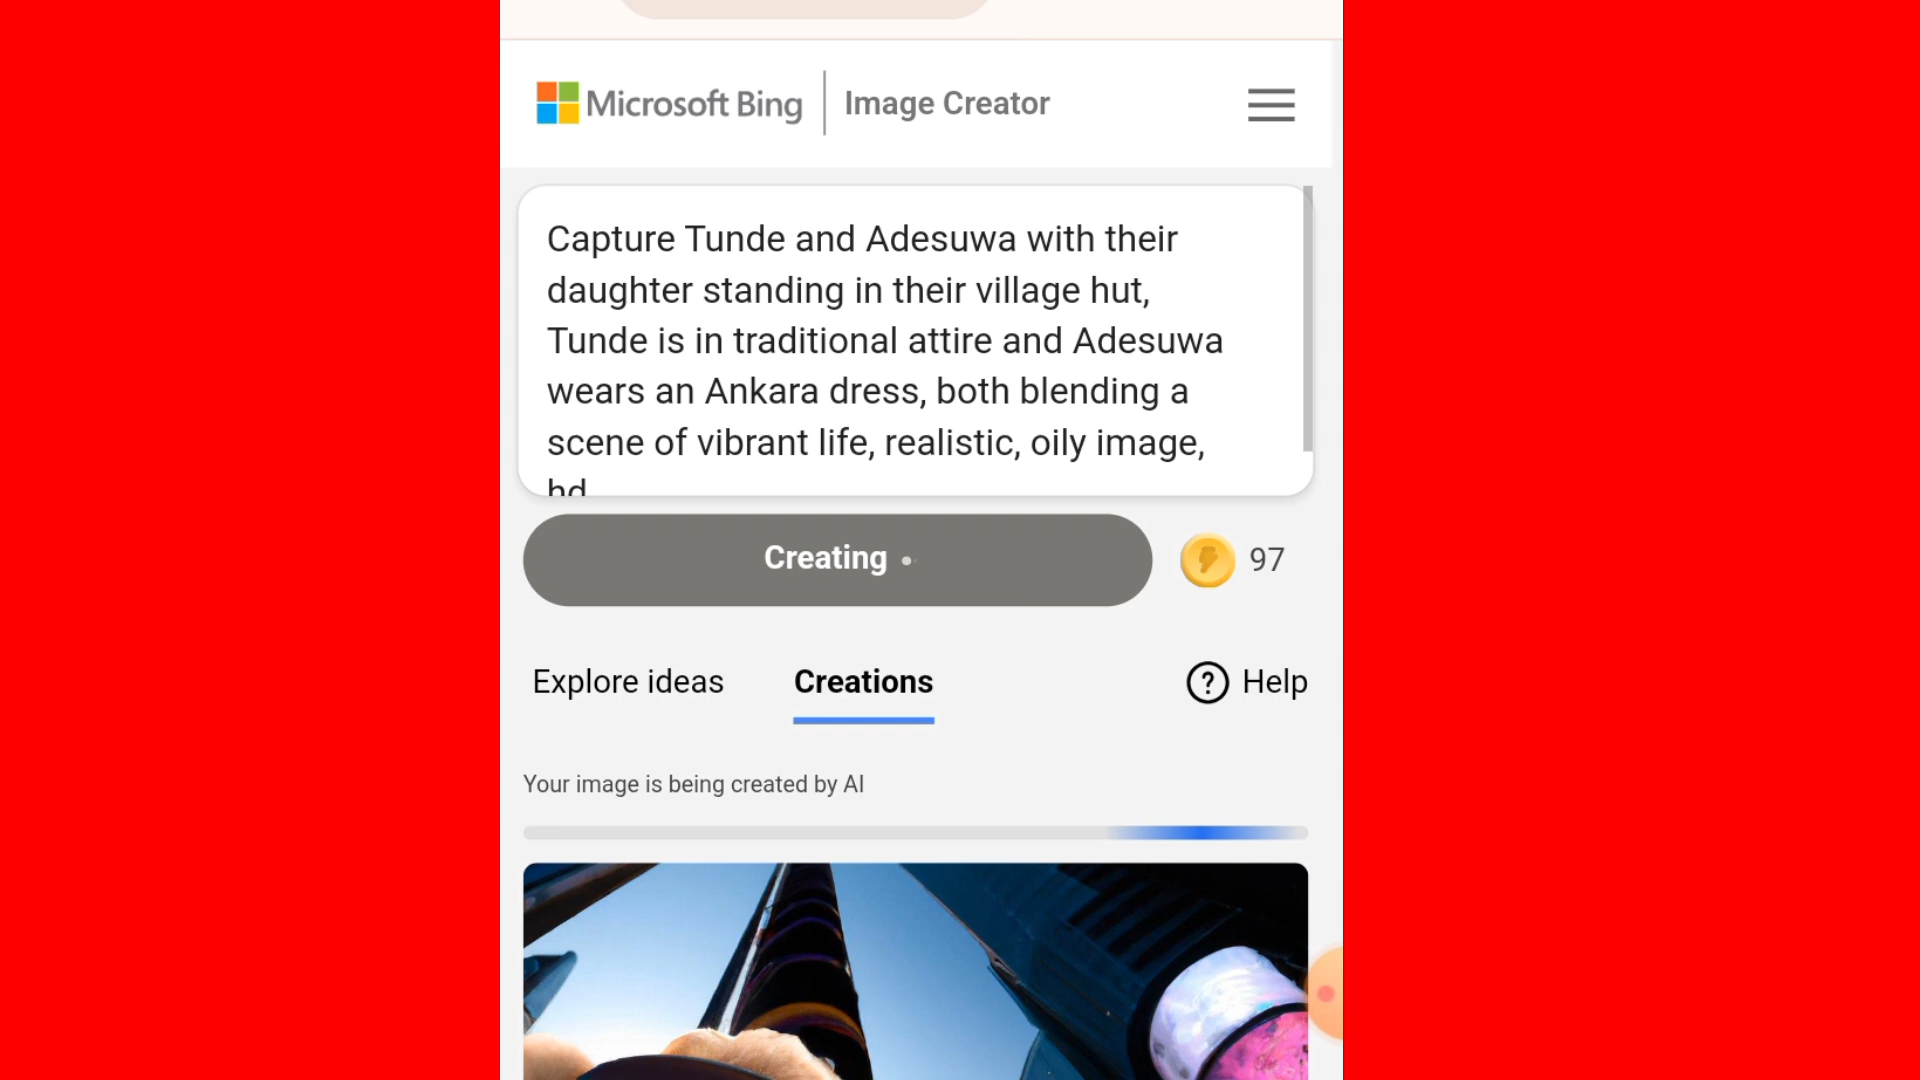 Microsoft Bing | Image Creator
Capture Tunde and Adesuwa with their
daughter standing in their village hut,
Tunde is in traditional attire and Adesuwa
wears an Ankara dress, both blending a
scene of vibrant life, realistic, oily image,
hd
Creating
97
Explore ideas
Creations
Help
Your image is being created by AI